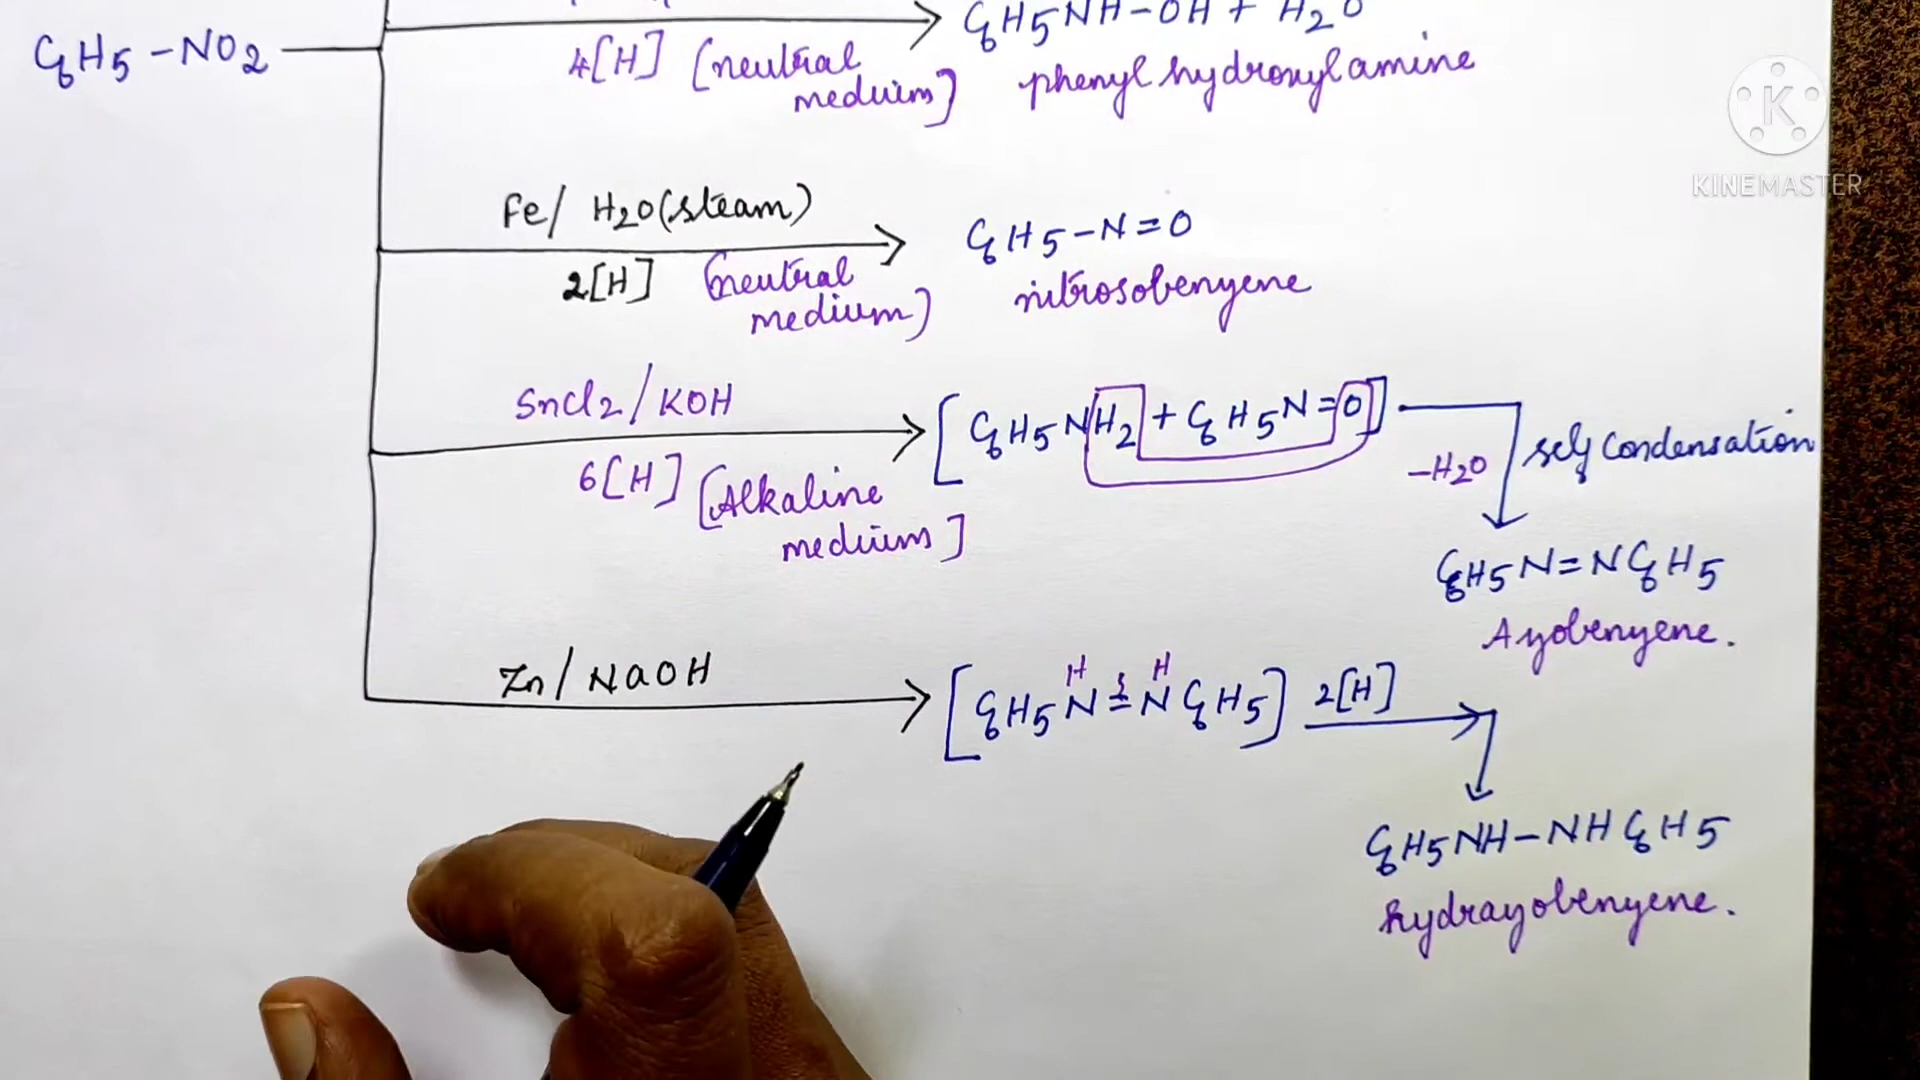 C6H5NH-OH + H2O
C6H5-NO2
4[H] [neutral medium]
phenyl hydroxylamine
KINEMASTER
Fe/ H2O(steam)
C6H5-N=O
2[H] (neutral medium)
nitrosobenzene
SnCl2/KOH
[C6H5NH2 + C6H5N=O]
-H2O
self condensation
6[H] [Alkaline medium]
C6H5N=NC6H5
Azobenzene.
Zn/NaOH
H H
[C6H5N=NC6H5] 2[H]
C6H5NH-NHC6H5
hydrazobenzene.